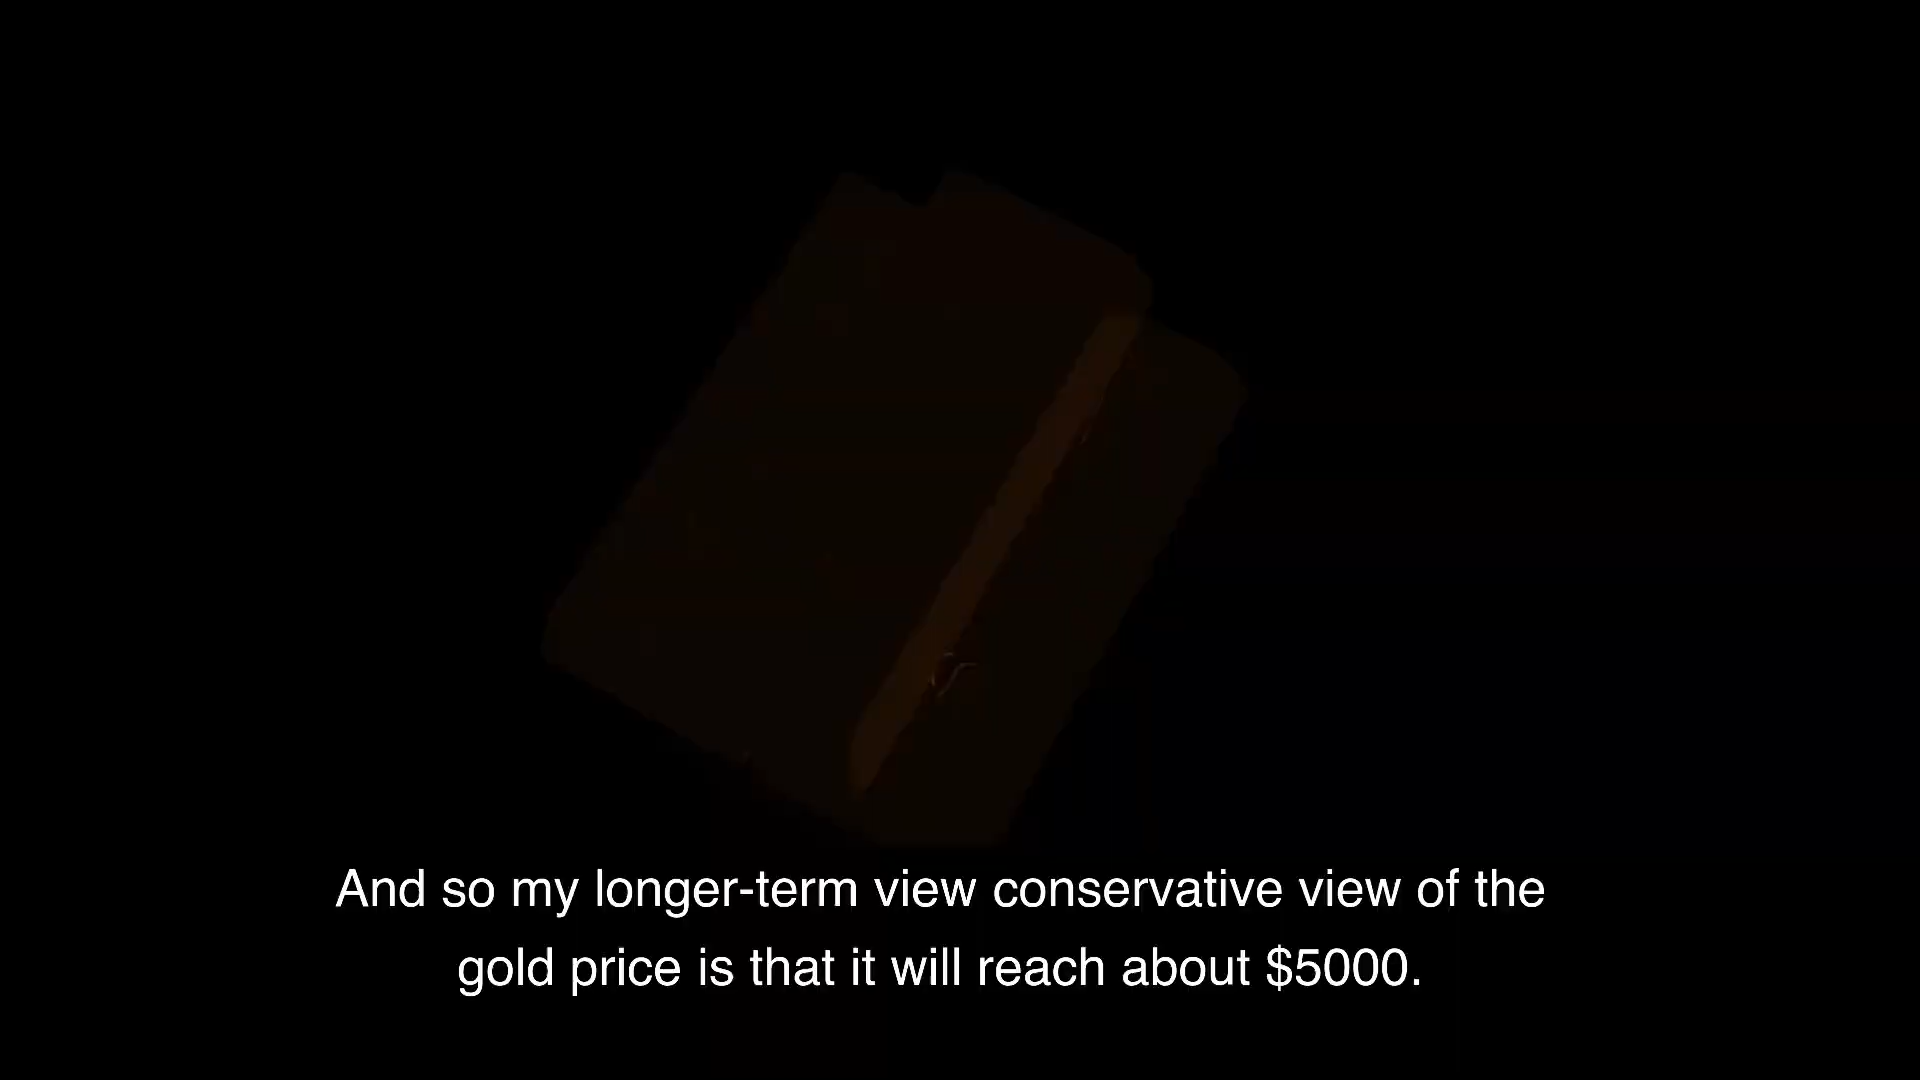 And so my longer-term view conservative view of the
gold price is that it will reach about $5000.